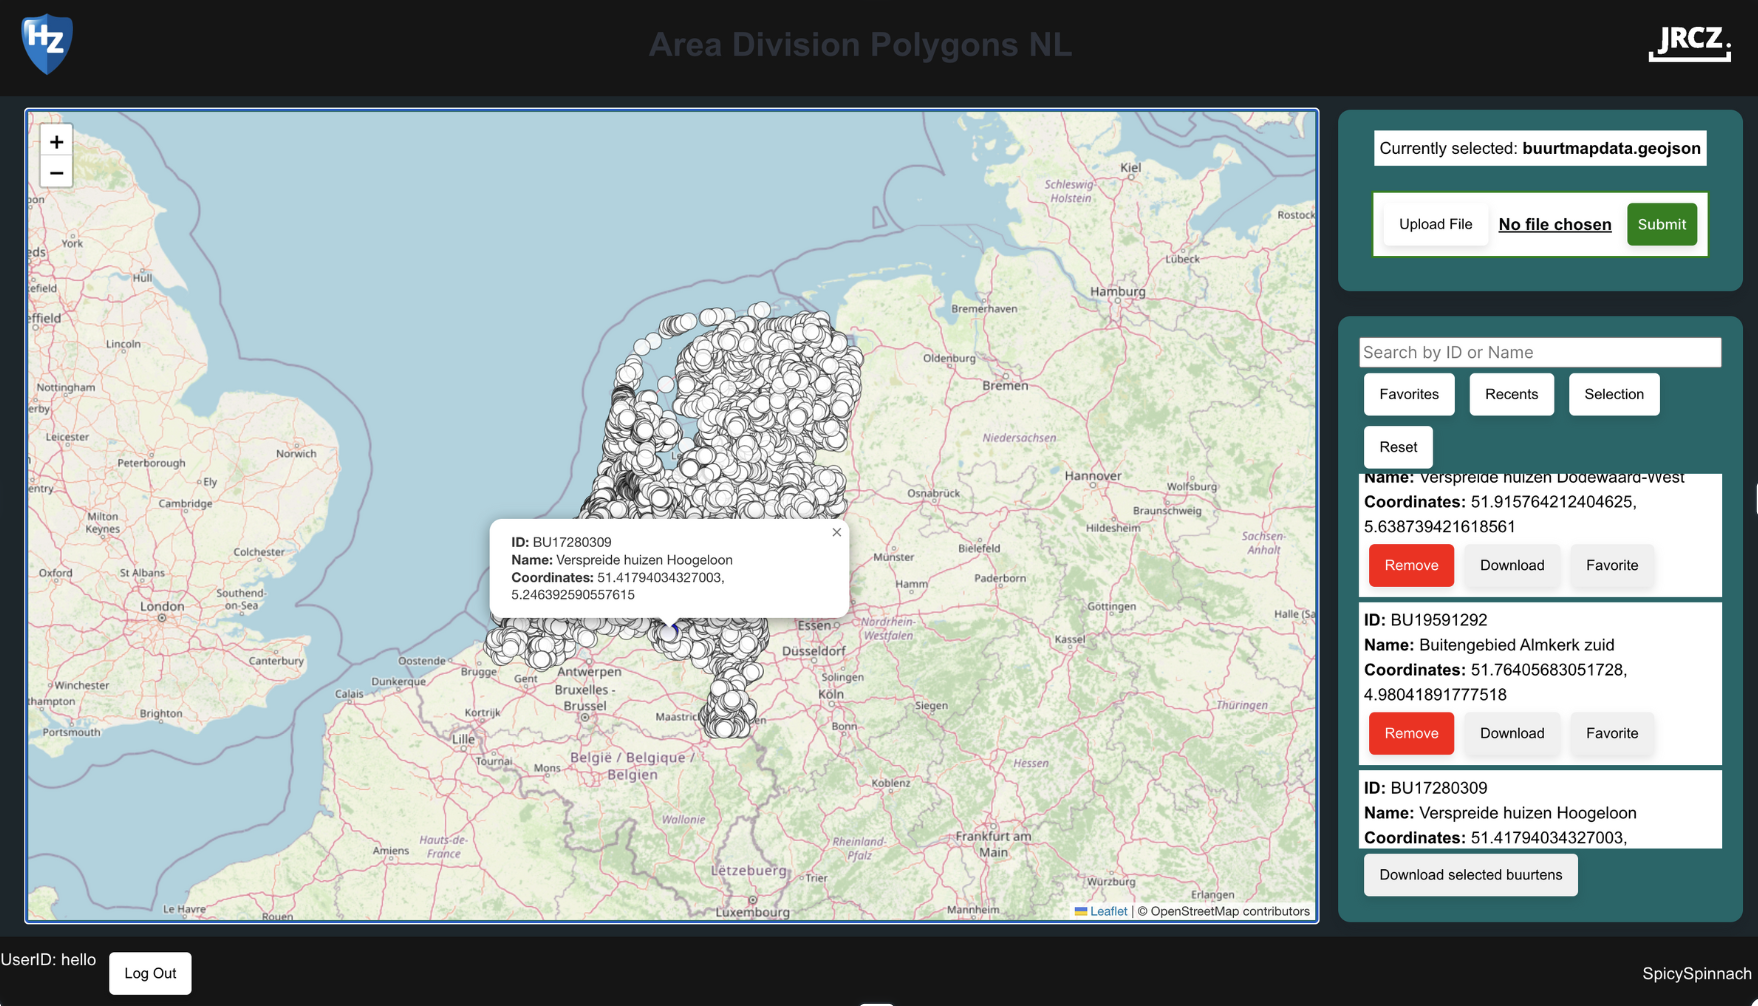 HZ
Area Division Polygons NL
JRCZ.
+
−
Currently selected: buurtmapdata.geojson
Upload File
No file chosen
Submit
Search by ID or Name
Favorites
Recents
Selection
Reset
Name: Verspreide huizen Dodewaard-West
Coordinates: 51.915764212404625,
5.638739421618561
Remove
Download
Favorite
ID: BU19591292
Name: Buitengebied Almkerk zuid
Coordinates: 51.76405683051728,
4.98041891777518
Remove
Download
Favorite
ID: BU17280309
Name: Verspreide huizen Hoogeloon
Coordinates: 51.41794034327003,
Download selected buurtens
ID: BU17280309
Name: Verspreide huizen Hoogeloon
Coordinates: 51.41794034327003,
5.246392590557615
×
Kiel
Schleswig-
Holstein
Rostock
York
Hull
Lübeck
Hamburg
Bremerhaven
Lincoln
Oldenburg
Bremen
Nottingham
Leicester
Norwich
Niedersachsen
Peterborough
Ely
Cambridge
Hannover
Wolfsburg
Osnabrück
Braunschweig
Milton
Keynes
Hildesheim
Sachsen-
Anhalt
Colchester
Münster
Bielefeld
Oxford
St Albans
Hamm
Paderborn
Southend-
on-Sea
London
Göttingen
Halle (Sa
Essen
Nordrhein-
Westfalen
Kassel
Canterbury
Oostende
Brugge
Düsseldorf
Winchester
Dunkerque
Gent
Antwerpen
Solingen
Calais
Bruxelles -
Brussel
Köln
Brighton
Portsmouth
Kortrijk
Maastric
Siegen
Thüringen
Lille
Bonn
Tournai
Mons
België / Belgique /
Belgien
Hessen
Koblenz
Wallonie
Hauts-de-
France
Amiens
Rheinland-
Pfalz
Frankfurt am
Main
Lëtzebuerg
Trier
Würzburg
Erlangen
Le Havre
Rouen
Luxembourg
Mannheim
Leaflet | © OpenStreetMap contributors
UserID: hello
Log Out
SpicySpinnach